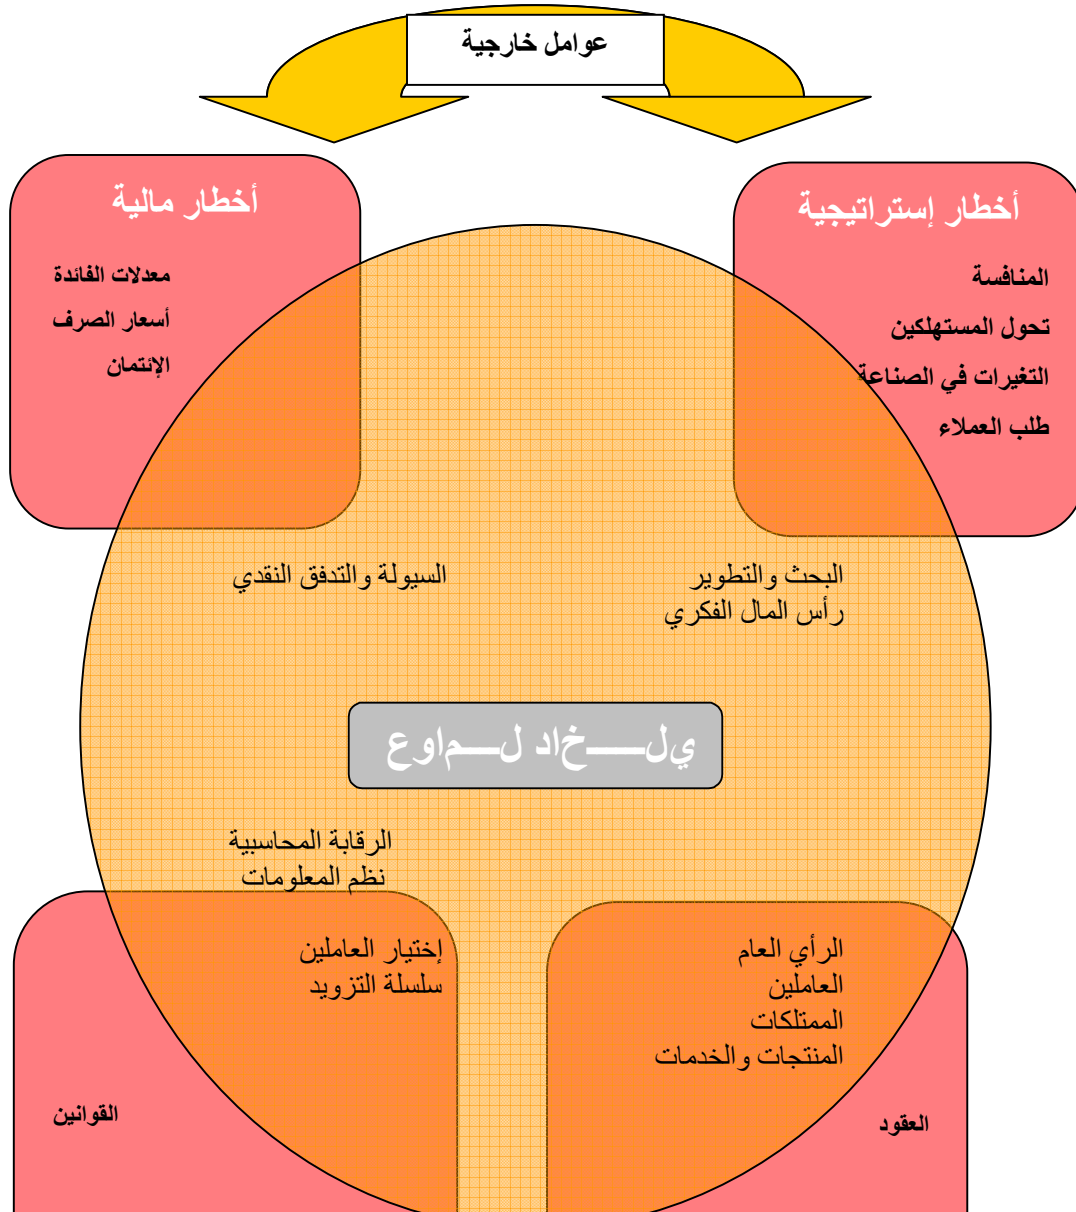 عوامل خارجية
أخطار إستراتيجية
المنافسة
تحول المستهلكين
التغيرات في الصناعة
طلب العملاء
أخطار مالية
معدلات الفائدة
أسعار الصرف
الإئتمان
البحث والتطوير
رأس المال الفكري
السيولة والتدفق النقدي
يلـــخاد لـــماوع
الرقابة المحاسبية
نظم المعلومات
الرأي العام
العاملين
الممتلكات
المنتجات والخدمات
العقود
إختيار العاملين
سلسلة التزويد
القوانين